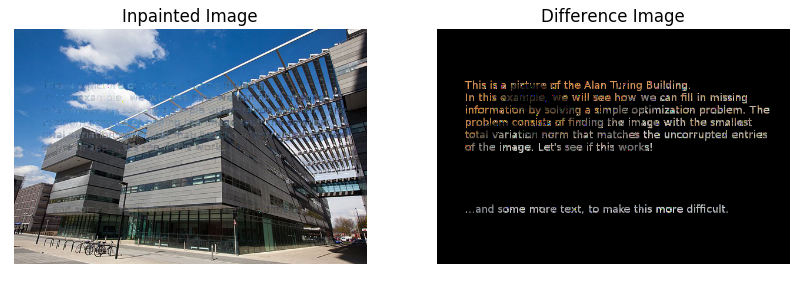 Inpainted Image
Difference Image
This is a picture of the Alan Turing Building.
In this example, we will see how we can fill in missing
information by solving a simple optimization problem. The
problem consists of finding the image with the smallest
total variation norm that matches the uncorrupted entries
of the image. Let's see if this works!
...and some more text, to make this more difficult.